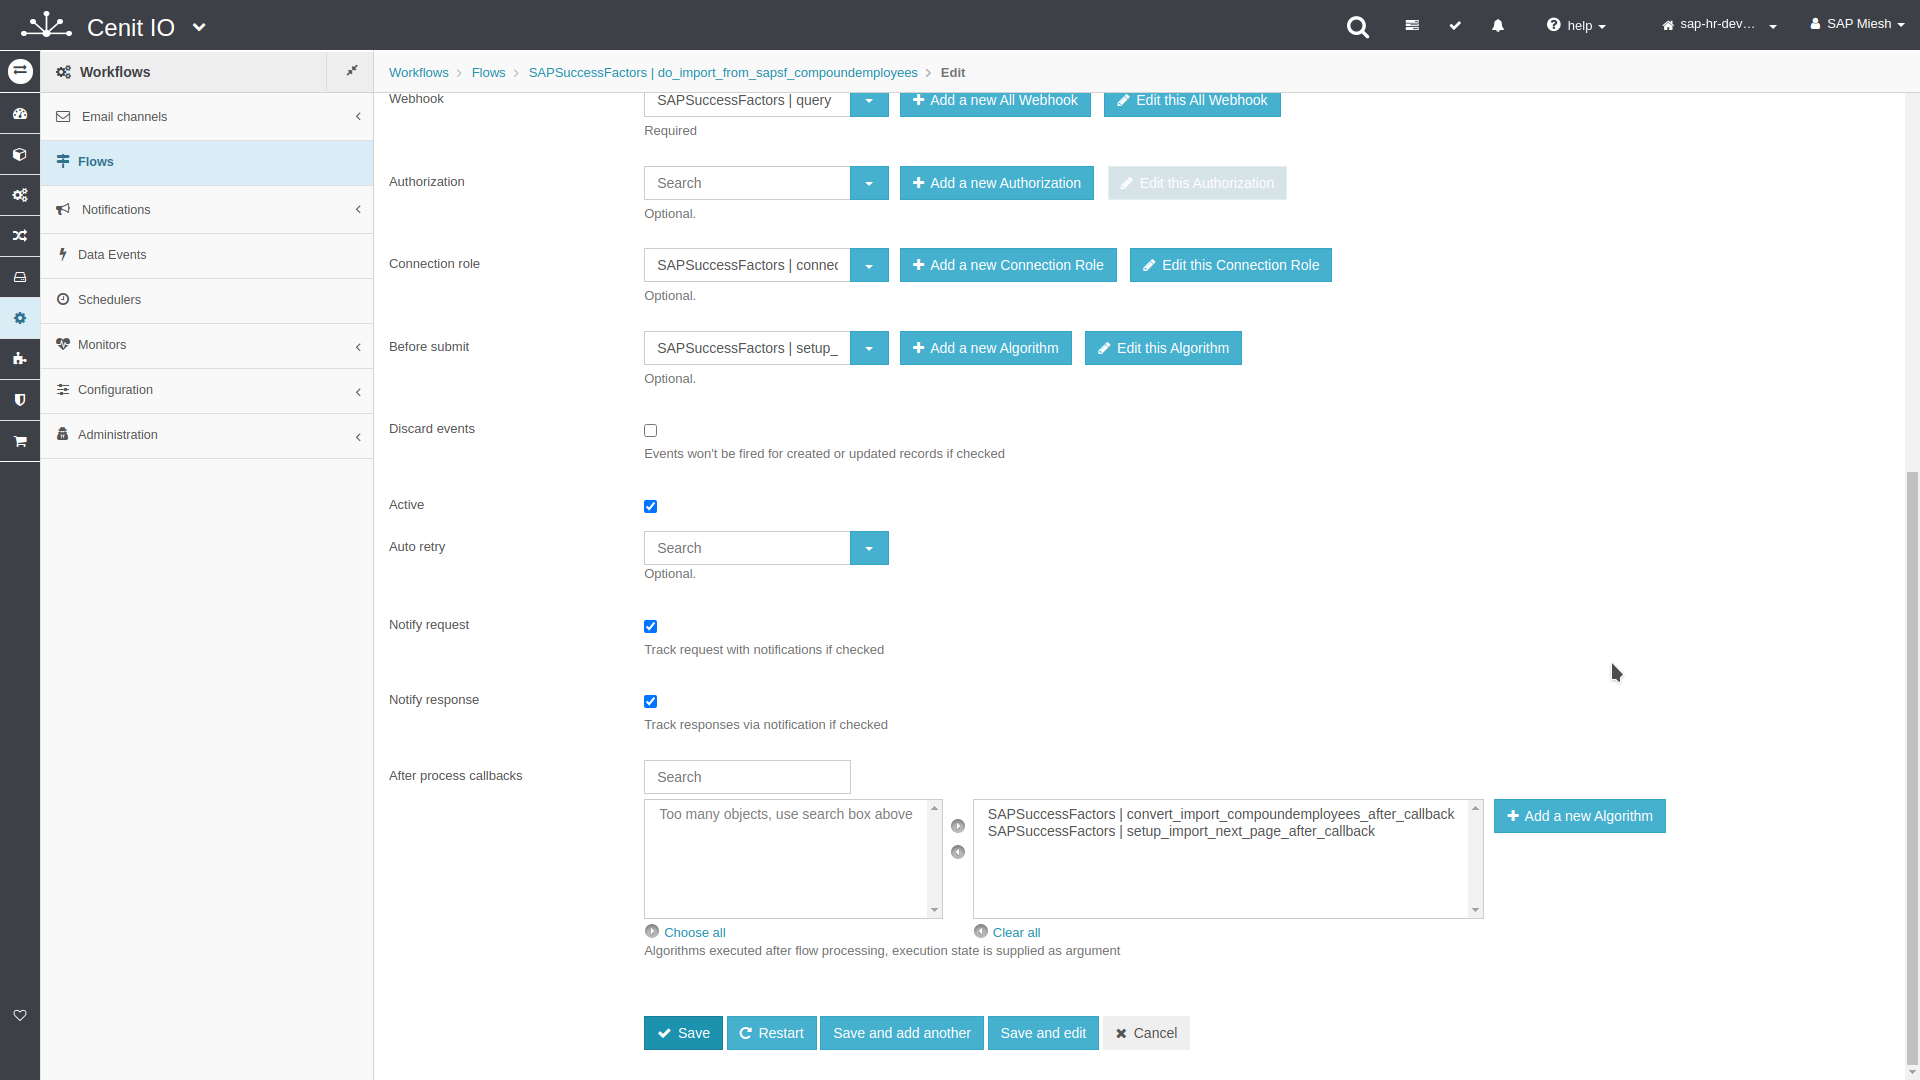 Cenit IO
help
sap-hr-dev...
SAP Miesh
Workflows
Workflows
Flows
SAPSuccessFactors | do_import_from_sapsf_compoundemployees
Edit
Email channels
Flows
Notifications
Data Events
Schedulers
Monitors
Configuration
Administration
Webhook
SAPSuccessFactors | query
Add a new All Webhook
Edit this All Webhook
Required
Authorization
Search
Add a new Authorization
Edit this Authorization
Optional.
Connection role
SAPSuccessFactors | connec
Add a new Connection Role
Edit this Connection Role
Optional.
Before submit
SAPSuccessFactors | setup_
Add a new Algorithm
Edit this Algorithm
Optional.
Discard events
Events won't be fired for created or updated records if checked
Active
Auto retry
Search
Optional.
Notify request
Track request with notifications if checked
Notify response
Track responses via notification if checked
After process callbacks
Search
Too many objects, use search box above
SAPSuccessFactors | convert_import_compoundemployees_after_callback
SAPSuccessFactors | setup_import_next_page_after_callback
Add a new Algorithm
Choose all
Clear all
Algorithms executed after flow processing, execution state is supplied as argument
Save
Restart
Save and add another
Save and edit
Cancel